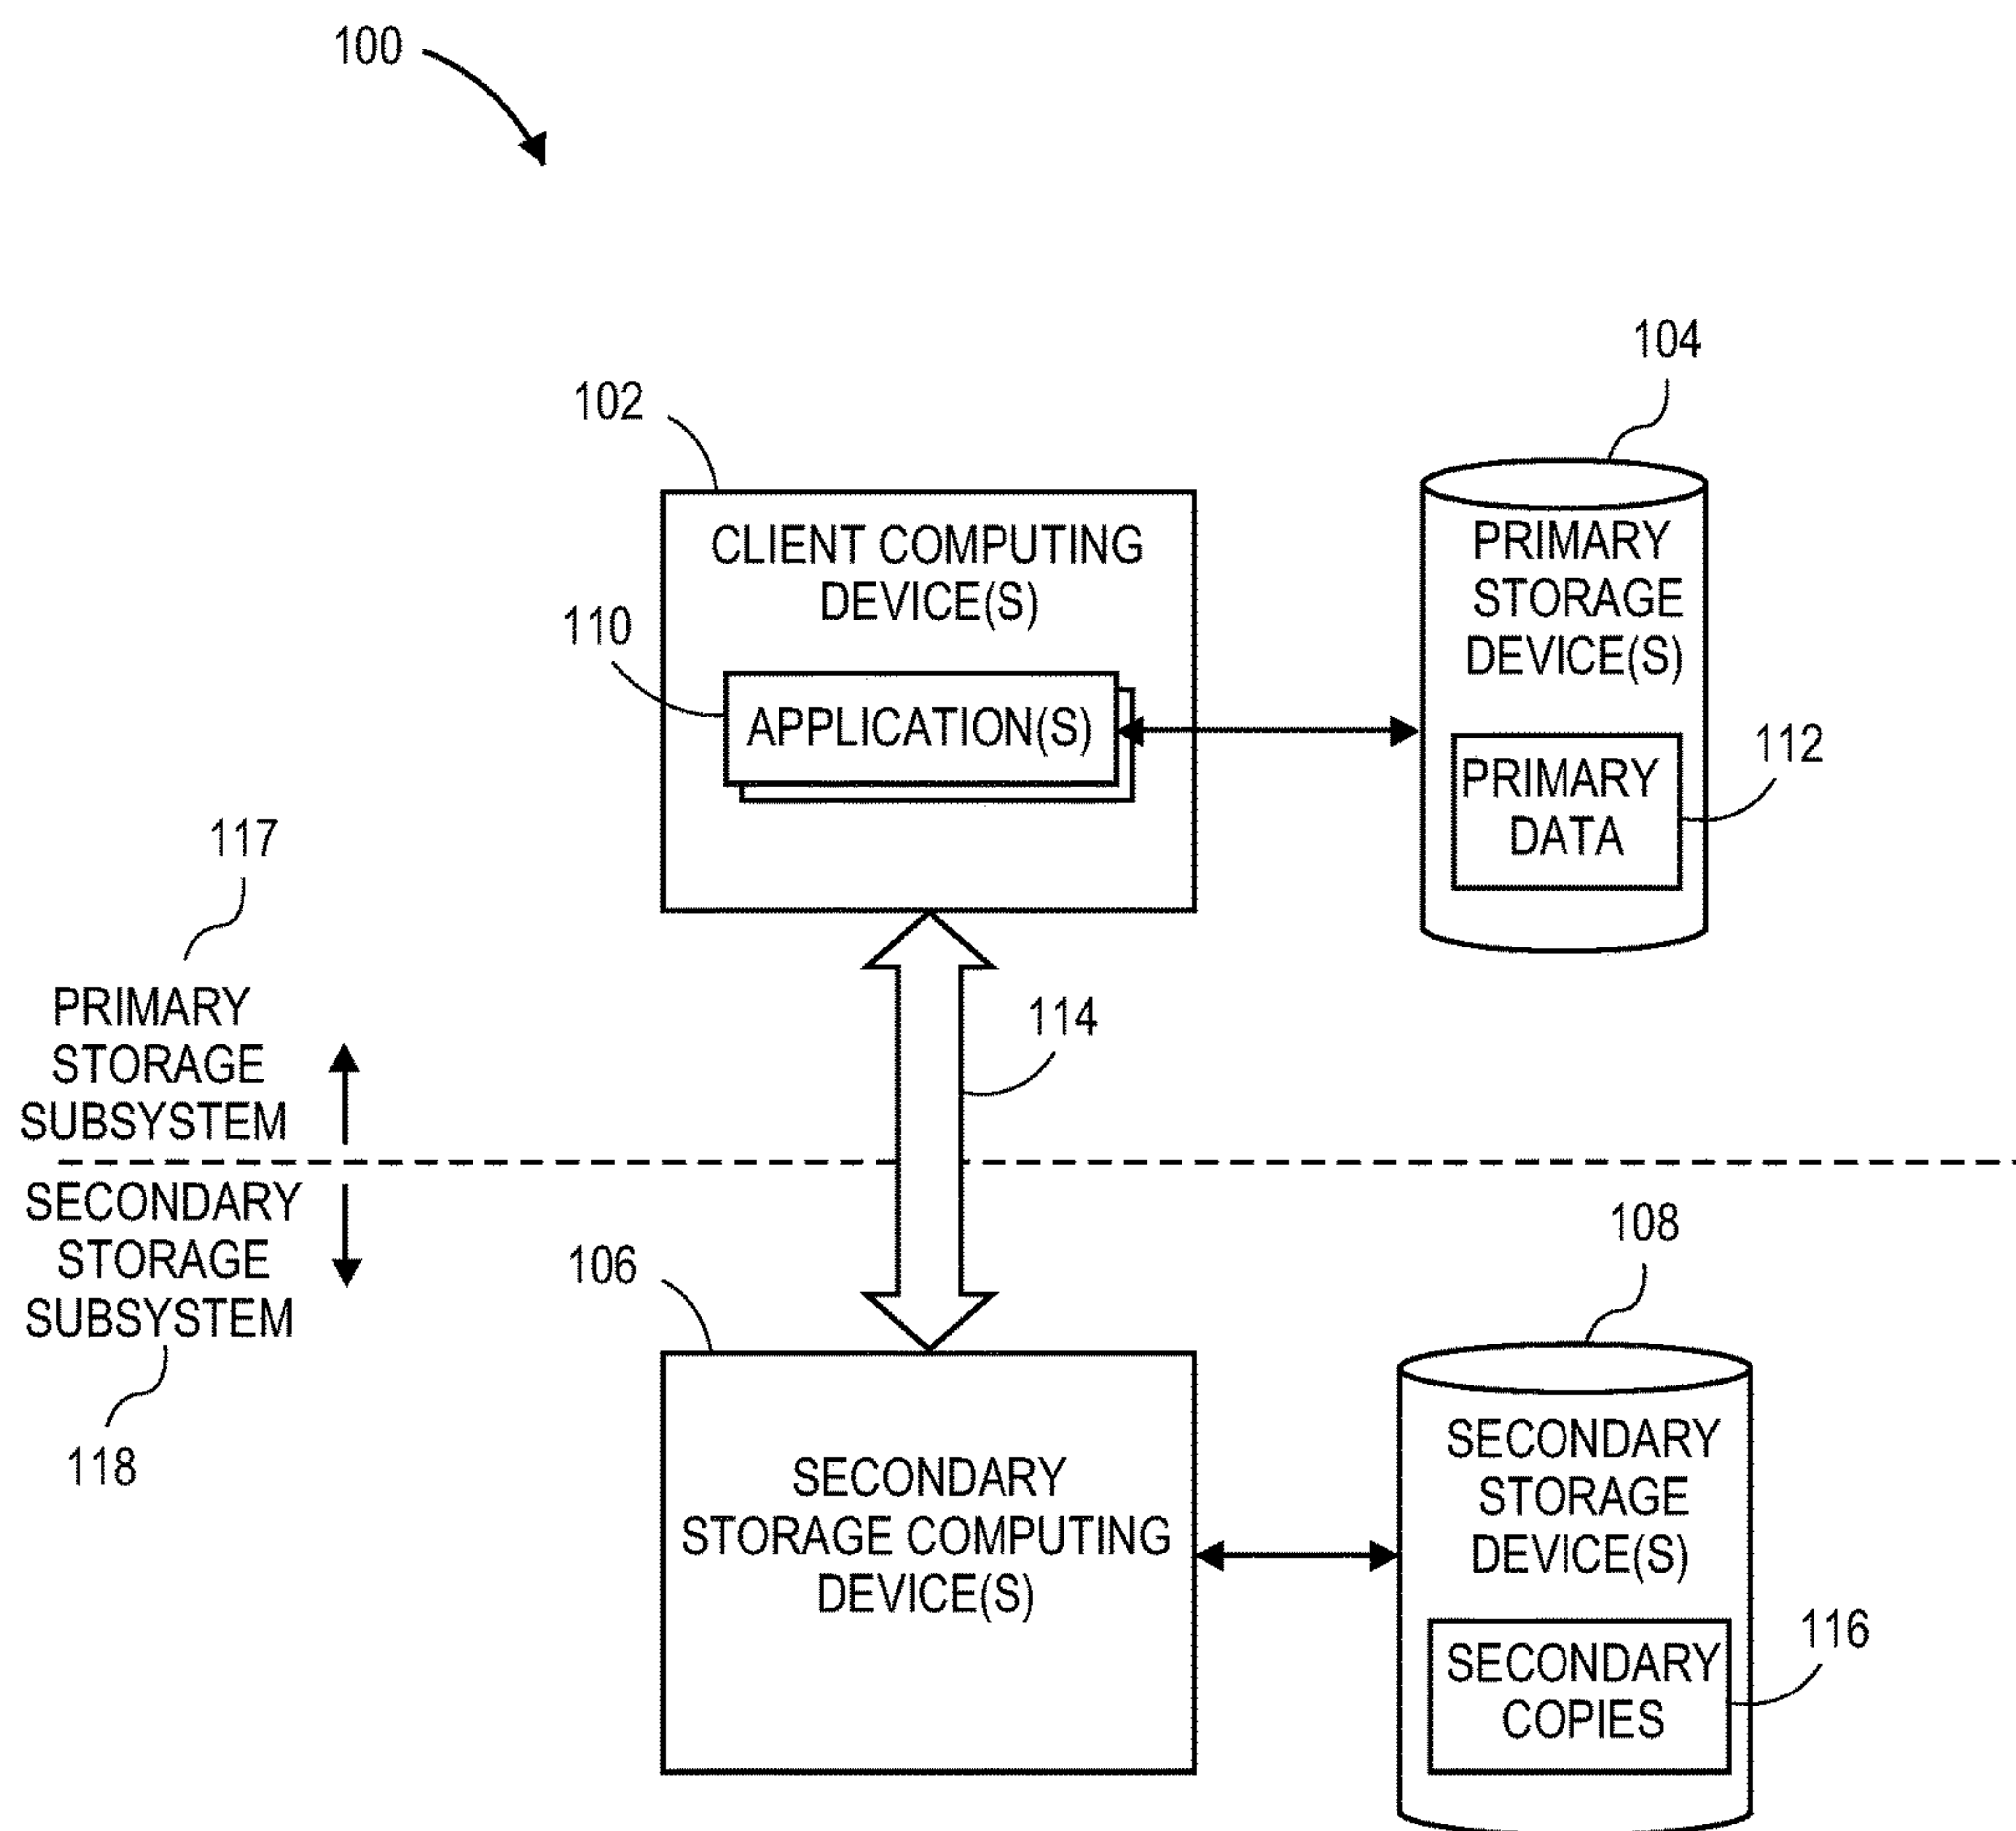 100
104
102
CLIENT COMPUTING
DEVICE(S)
110
APPLICATION(S)
PRIMARY
STORAGE
DEVICE(S)
112
PRIMARY
DATA
117
PRIMARY
STORAGE
SUBSYSTEM
114
SECONDARY
STORAGE
SUBSYSTEM
118
106
108
SECONDARY
STORAGE COMPUTING
DEVICE(S)
SECONDARY
STORAGE
DEVICE(S)
116
SECONDARY
COPIES